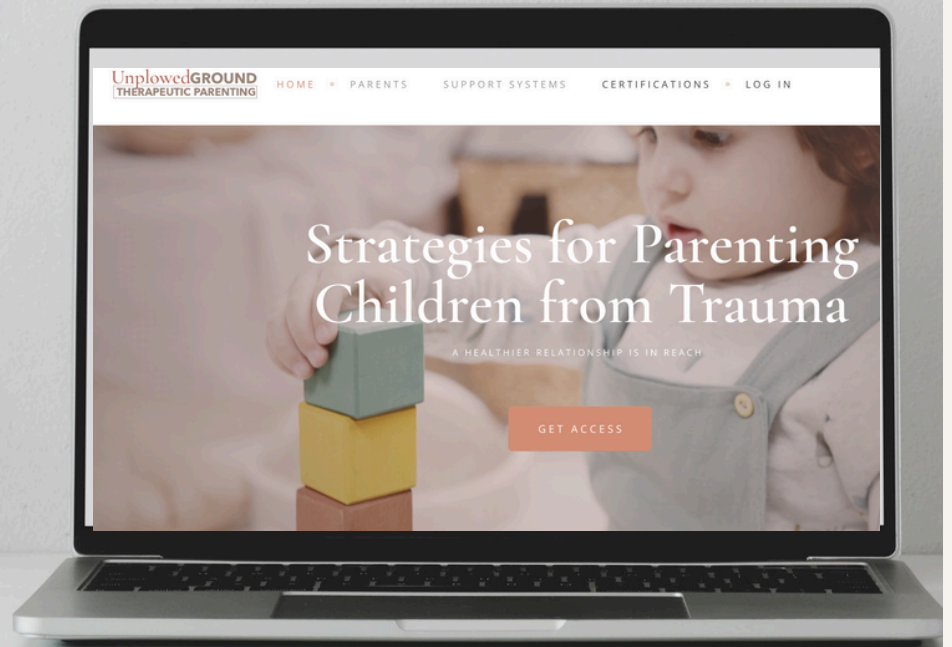 UnplowedGROUND
THERAPEUTIC PARENTING
HOME PARENTS SUPPORT SYSTEMS CERTIFICATIONS LOG IN
Strategies for Parenting
Children from Trauma
A HEALTHIER RELATIONSHIP IS IN REACH
GET ACCESS